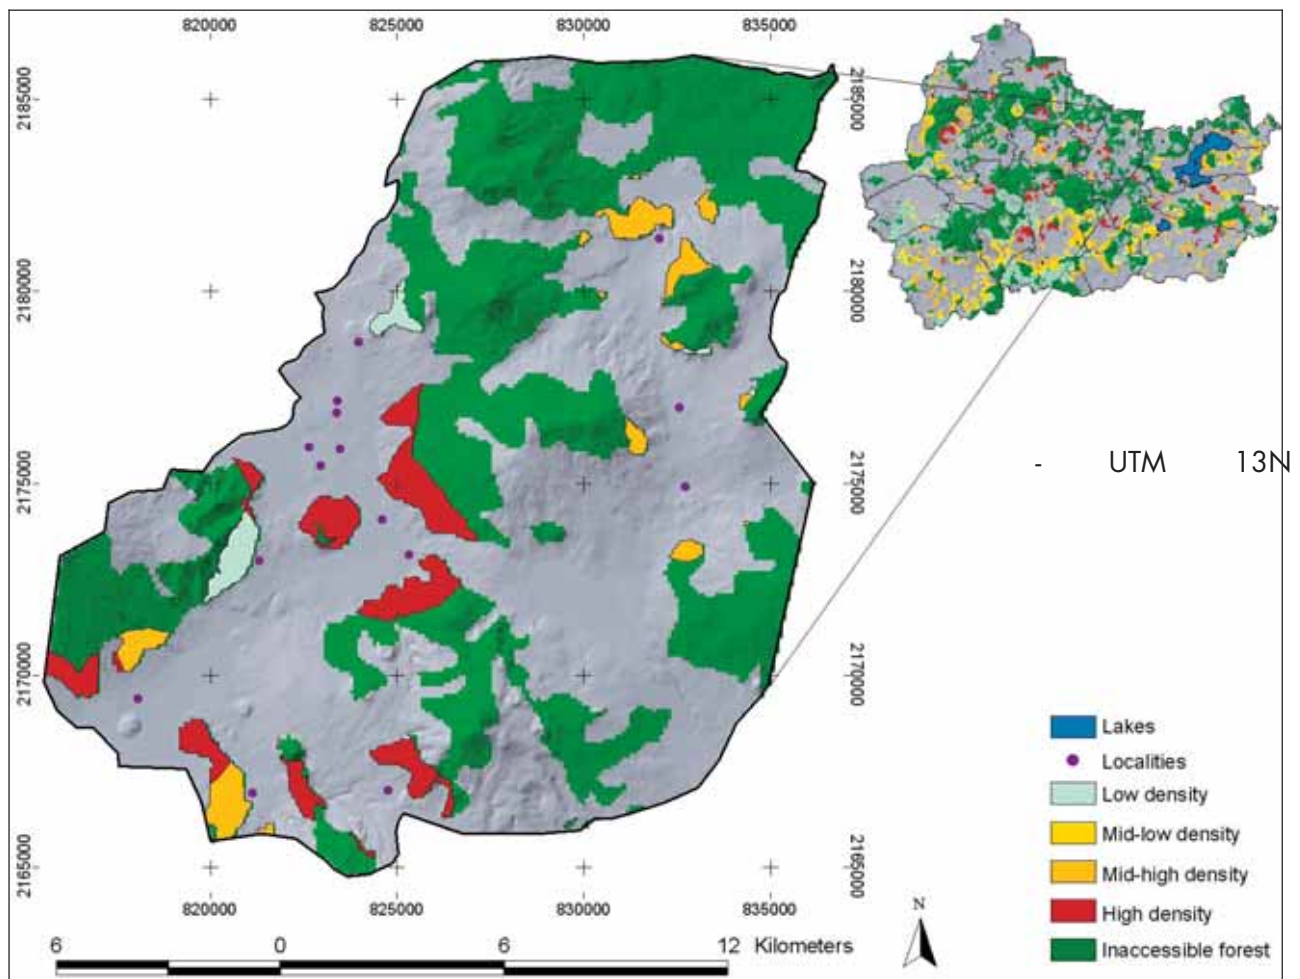 820000 825000 830000 835000
2185000 2185000
2180000 2180000
2175000 2175000
2170000 2170000
2165000 2165000
820000 825000 830000 835000
- UTM 13N
Lakes
Localities
Low density
Mid-low density
Mid-high density
High density
Inaccessible forest
N
6 0 6 12 Kilometers